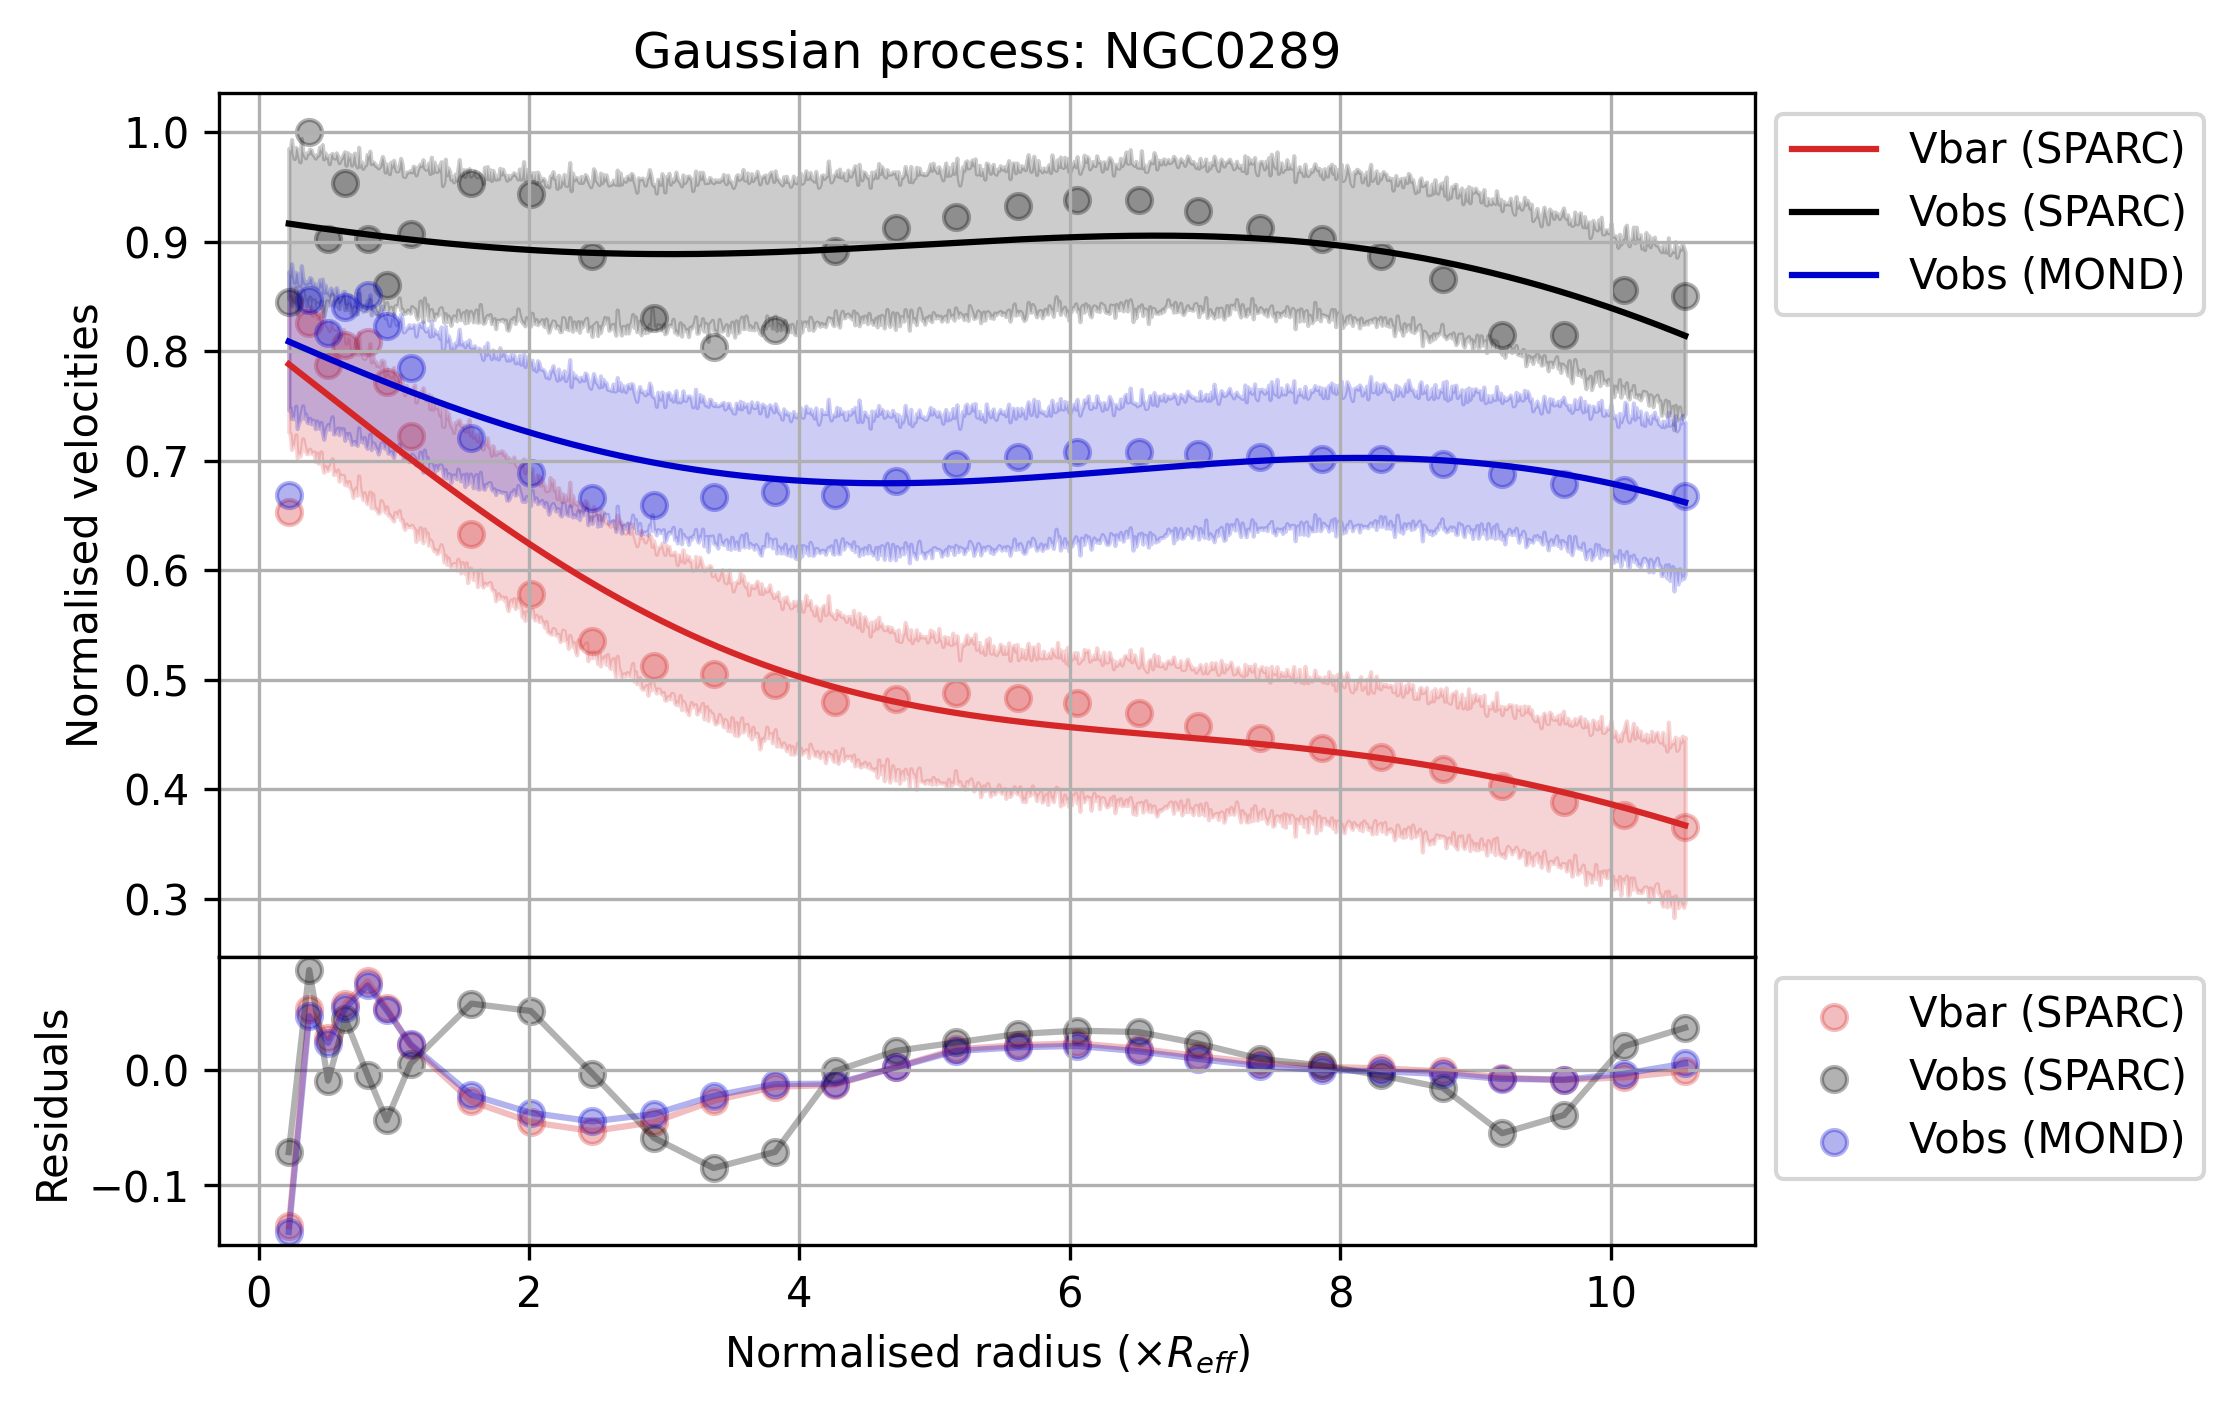 Gaussian process: NGC0289
Normalised velocities
1.0
0.9
0.8
0.7
0.6
0.5
0.4
0.3
Vbar (SPARC)
Vobs (SPARC)
Vobs (MOND)
Residuals
0.0
−0.1
Vbar (SPARC)
Vobs (SPARC)
Vobs (MOND)
0 2 4 6 8 10
Normalised radius (×R_eff)